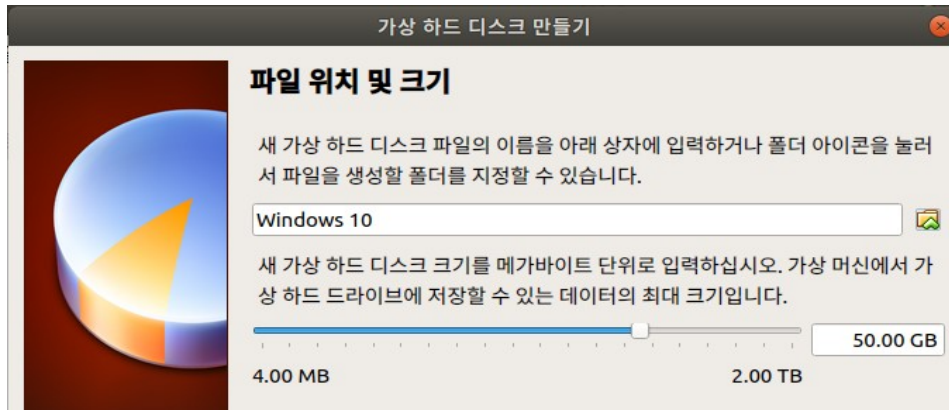 가상 하드 디스크 만들기
파일 위치 및 크기
새 가상 하드 디스크 파일의 이름을 아래 상자에 입력하거나 폴더 아이콘을 눌러
서 파일을 생성할 폴더를 지정할 수 있습니다.
Windows 10
새 가상 하드 디스크 크기를 메가바이트 단위로 입력하십시오. 가상 머신에서 가
상 하드 드라이브에 저장할 수 있는 데이터의 최대 크기입니다.
50.00 GB
4.00 MB 2.00 TB